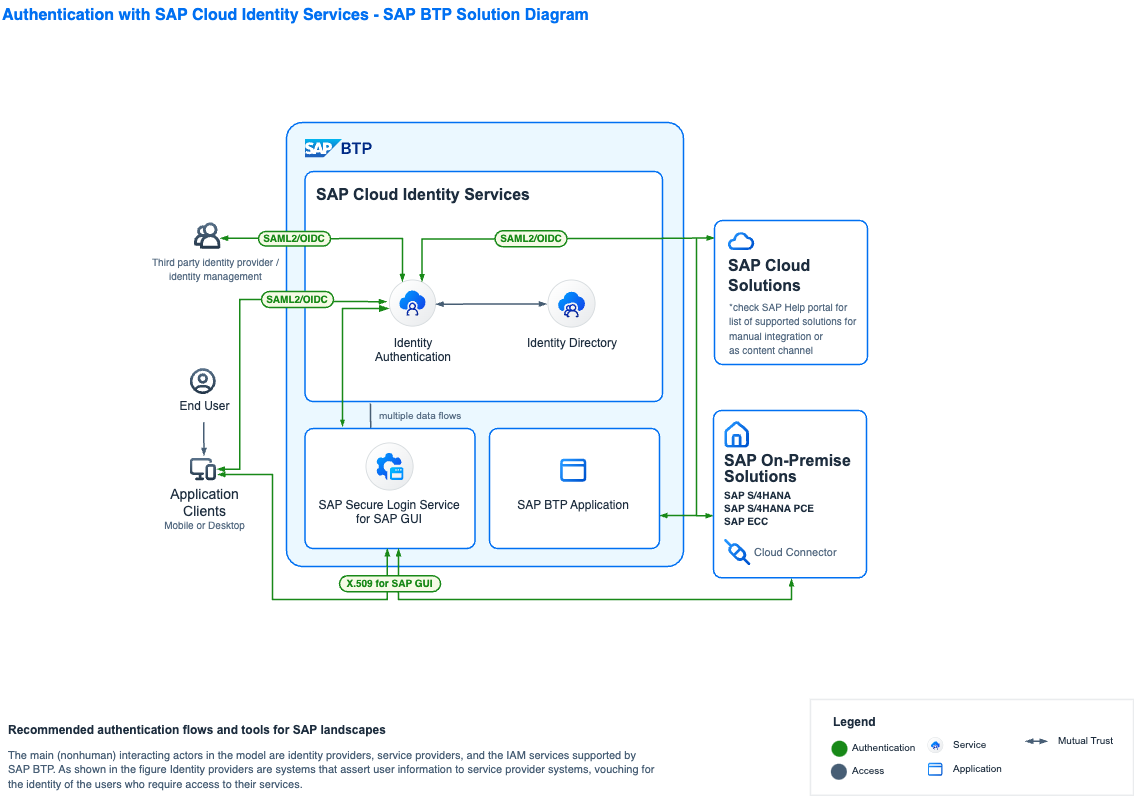 Authentication with SAP Cloud Identity Services - SAP BTP Solution Diagram
SAP BTP
SAP Cloud Identity Services
SAML2/OIDC
SAML2/OIDC
Third party identity provider /
identity management
SAML2/OIDC
Identity
Authentication
Identity Directory
SAP Cloud
Solutions
*check SAP Help portal for
list of supported solutions for
manual integration or
as content channel
End User
multiple data flows
Application
Clients
Mobile or Desktop
SAP Secure Login Service
for SAP GUI
SAP BTP Application
SAP On-Premise
Solutions
SAP S/4HANA
SAP S/4HANA PCE
SAP ECC
Cloud Connector
X.509 for SAP GUI
Recommended authentication flows and tools for SAP landscapes
The main (nonhuman) interacting actors in the model are identity providers, service providers, and the IAM services supported by
SAP BTP. As shown in the figure Identity providers are systems that assert user information to service provider systems, vouching for
the identity of the users who require access to their services.
Legend
Authentication
Service
Mutual Trust
Access
Application